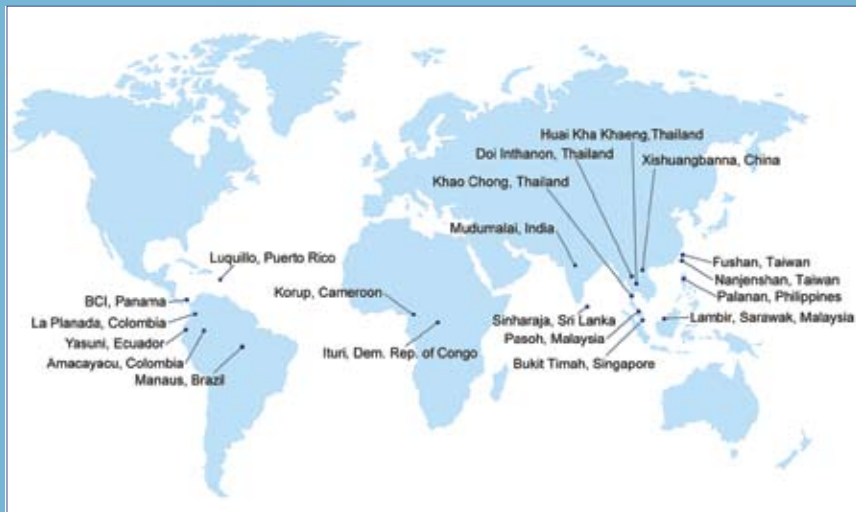 Huai Kha Khaeng,Thailand
Doi Inthanon, Thailand
Xishuangbanna, China
Khao Chong, Thailand
Mudumalai, India
Luquillo, Puerto Rico
Fushan, Taiwan
Nanjenshan, Taiwan
Palanan, Philippines
Korup, Cameroon
BCI, Panama
La Planada, Colombia
Sinharaja, Sri Lanka
Lambir, Sarawak, Malaysia
Yasuni, Ecuador
Pasoh, Malaysia
Ituri, Dem. Rep. of Congo
Amacayacu, Colombia
Bukit Timah, Singapore
Manaus, Brazil